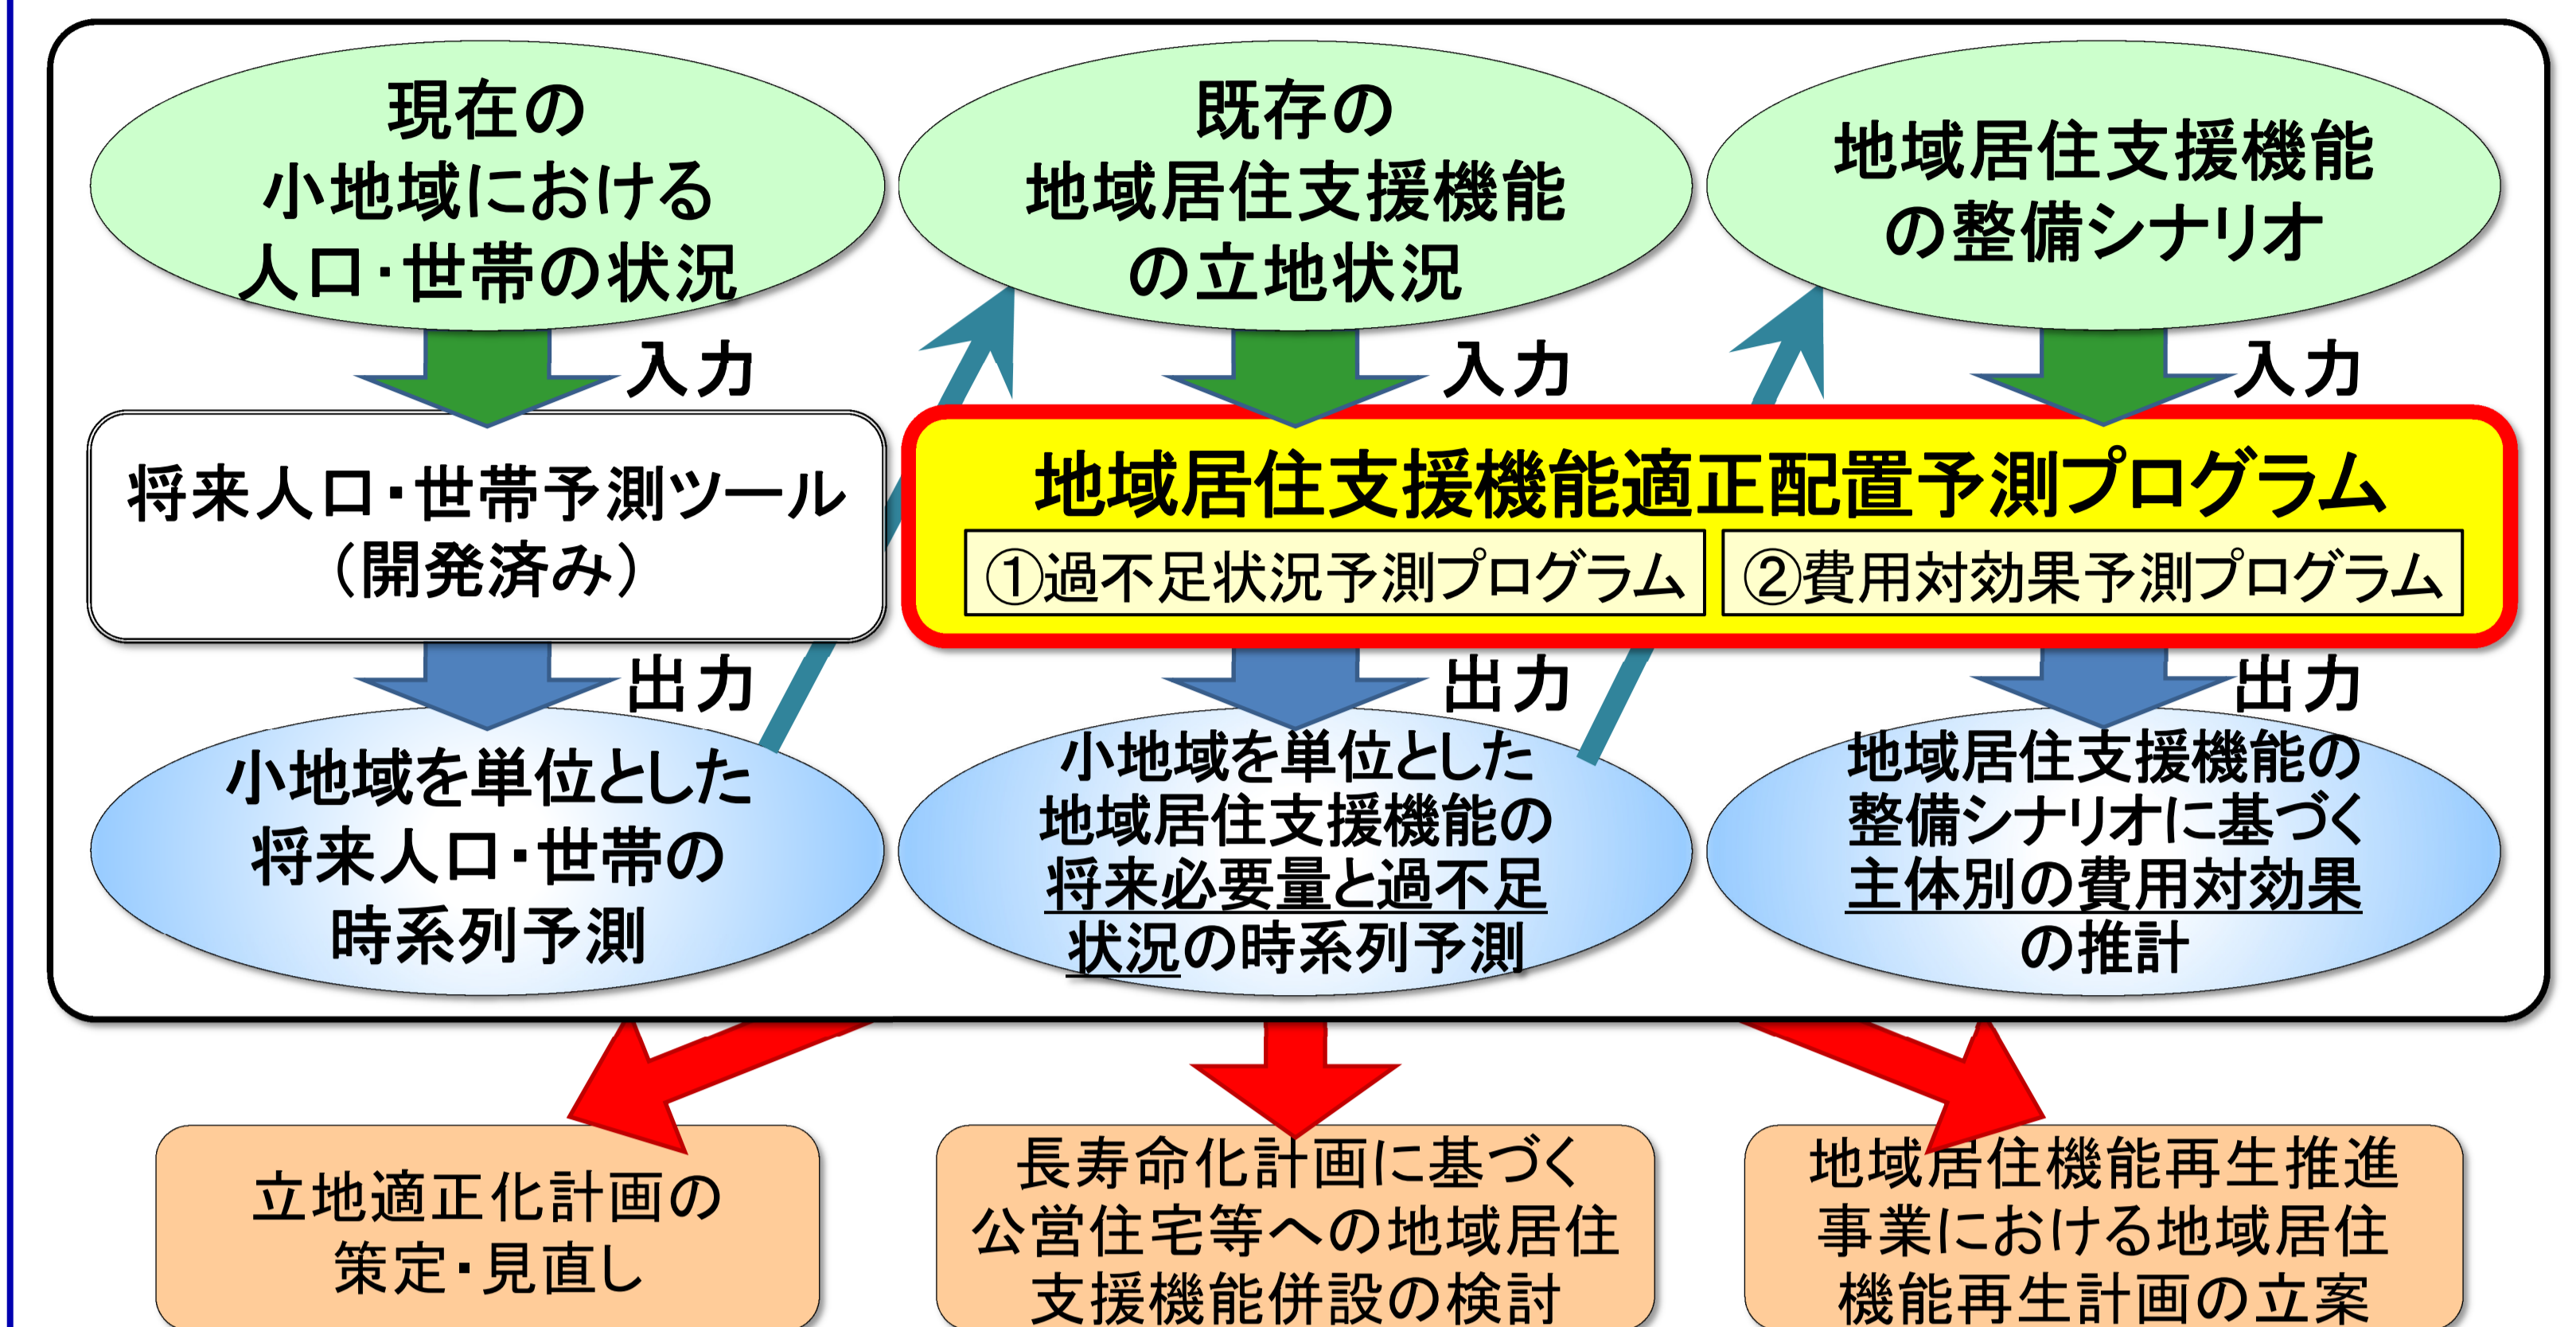 現在の
小地域における
人口・世帯の状況
既存の
地域居住支援機能
の立地状況
地域居住支援機能
の整備シナリオ
入力
入力
入力
将来人口・世帯予測ツール
（開発済み）
地域居住支援機能適正配置予測プログラム
①過不足状況予測プログラム
②費用対効果予測プログラム
出力
出力
出力
小地域を単位とした
将来人口・世帯の
時系列予測
小地域を単位とした
地域居住支援機能の
将来必要量と過不足
状況の時系列予測
地域居住支援機能の
整備シナリオに基づく
主体別の費用対効果
の推計
立地適正化計画の
策定・見直し
長寿命化計画に基づく
公営住宅等への地域居住
支援機能併設の検討
地域居住機能再生推進
事業における地域居住
機能再生計画の立案